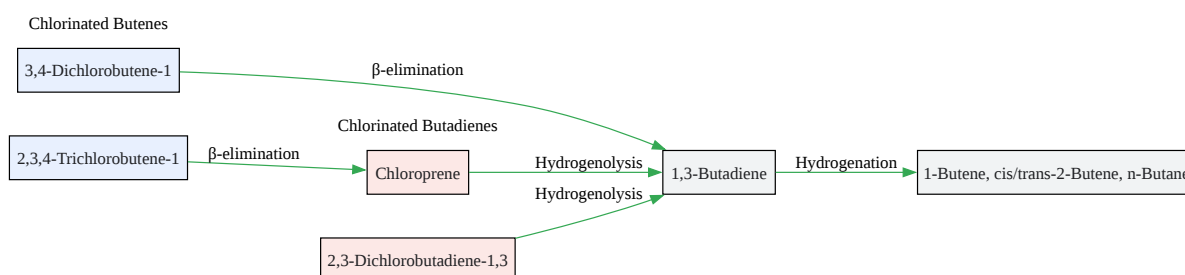 Chlorinated Butenes
3,4-Dichlorobutene-1
β-elimination
2,3,4-Trichlorobutene-1
β-elimination
Chlorinated Butadienes
Chloroprene
Hydrogenolysis
Hydrogenolysis
1,3-Butadiene
Hydrogenation
1-Butene, cis/trans-2-Butene, n-Butane
2,3-Dichlorobutadiene-1,3